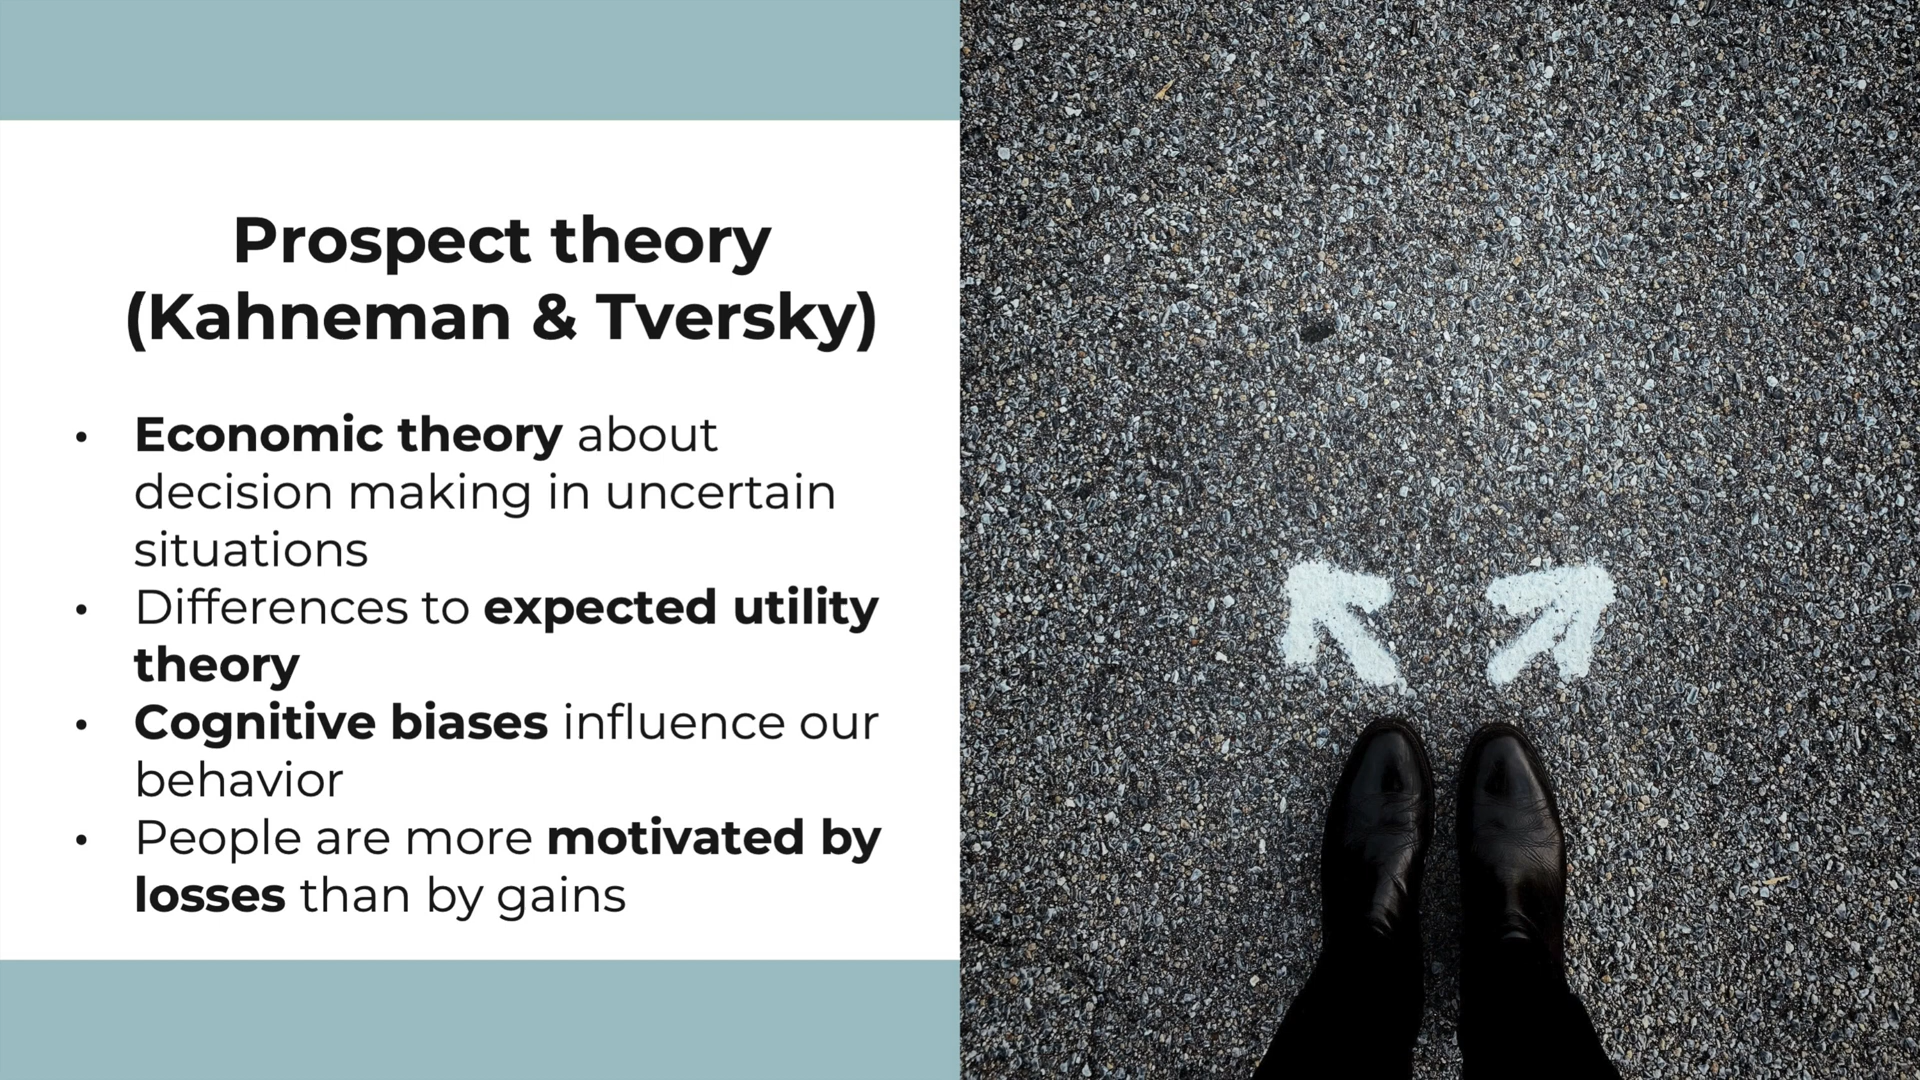 Prospect theory
(Kahneman & Tversky)
• Economic theory about
decision making in uncertain
situations
• Differences to expected utility
theory
• Cognitive biases influence our
behavior
• People are more motivated by
losses than by gains